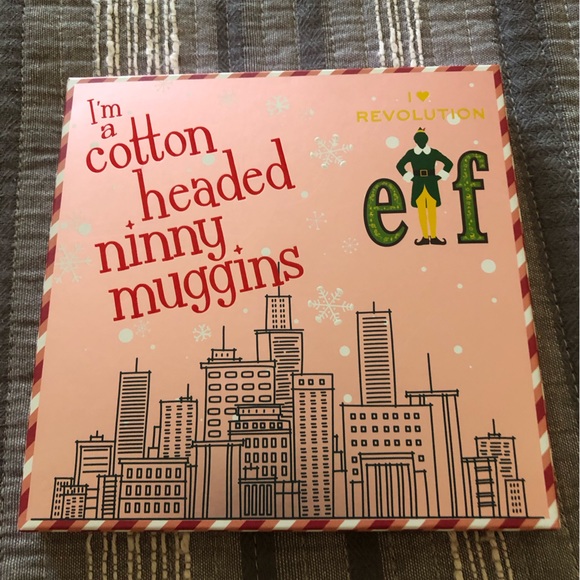 I'm
a
cotton
headed
ninny
muggins
I ♥
REVOLUTION
elf